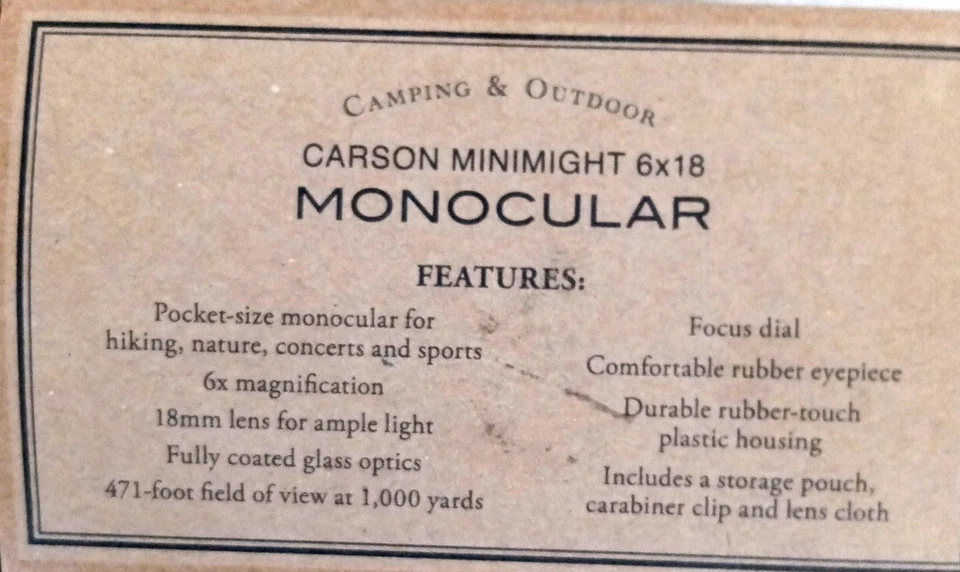 CAMPING & OUTDOOR
CARSON MINIMIGHT 6x18
MONOCULAR
FEATURES:
Pocket-size monocular for
hiking, nature, concerts and sports
6x magnification
18mm lens for ample light
Fully coated glass optics
471-foot field of view at 1,000 yards
Focus dial
Comfortable rubber eyepiece
Durable rubber-touch
plastic housing
Includes a storage pouch,
carabiner clip and lens cloth